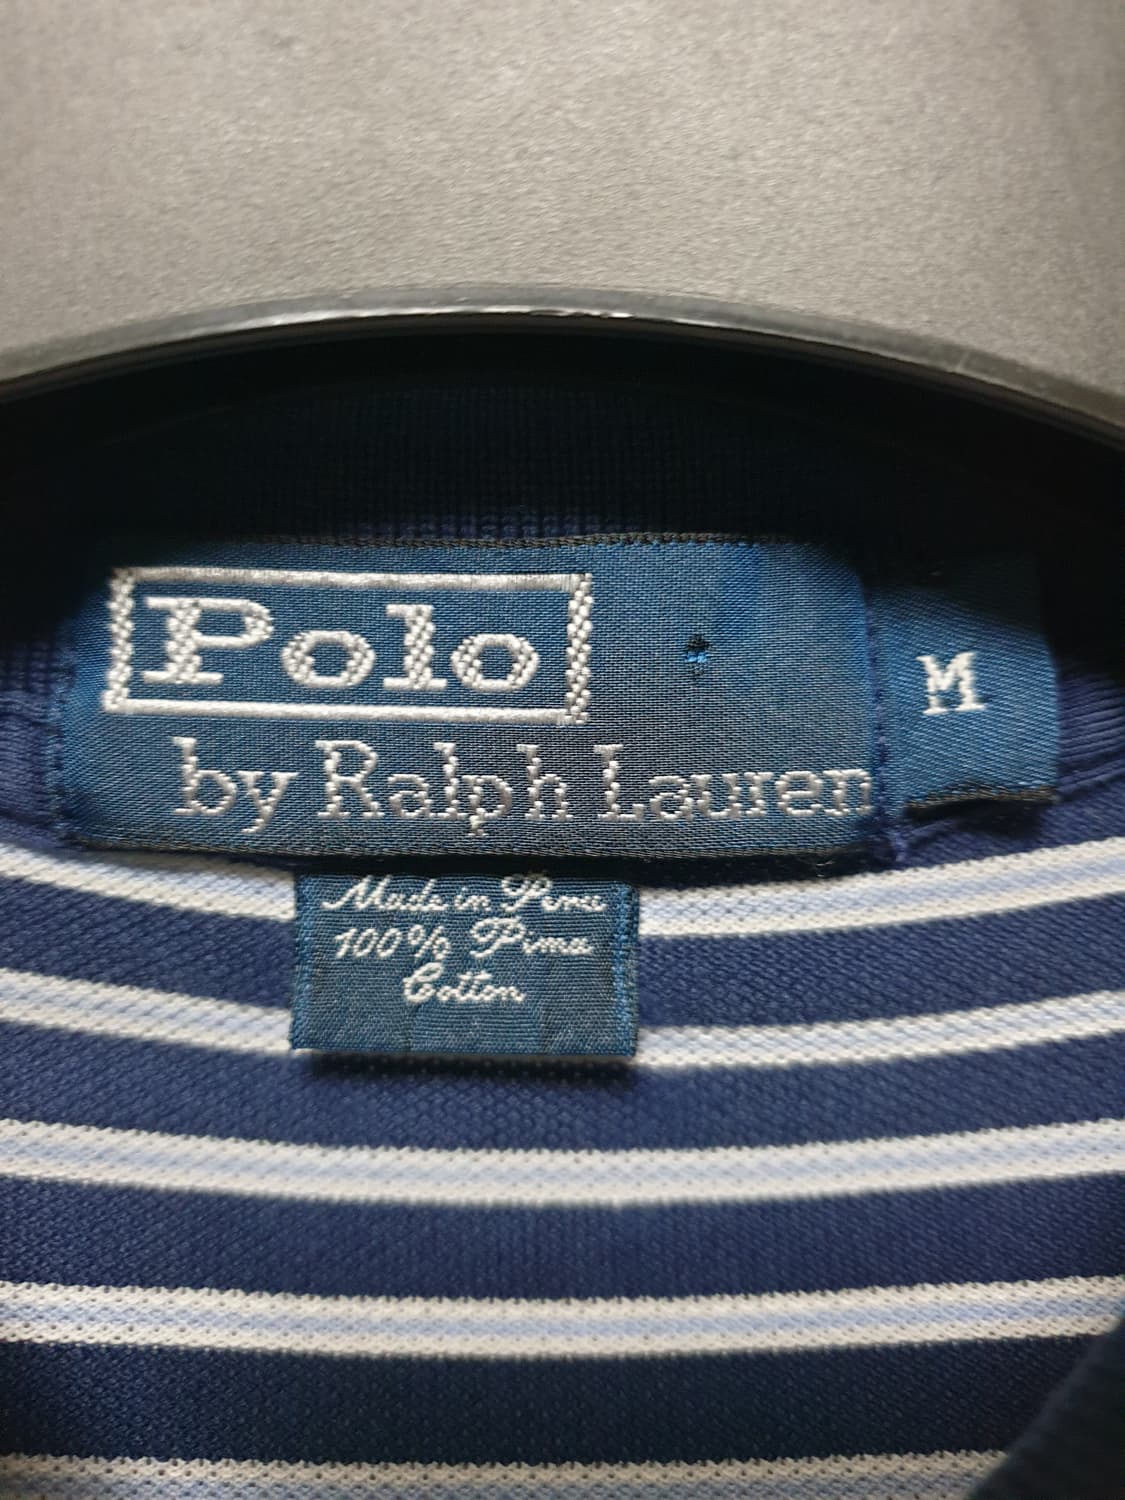 Polo
by Ralph Lauren
M
Made in Peru
100% Pima
Cotton